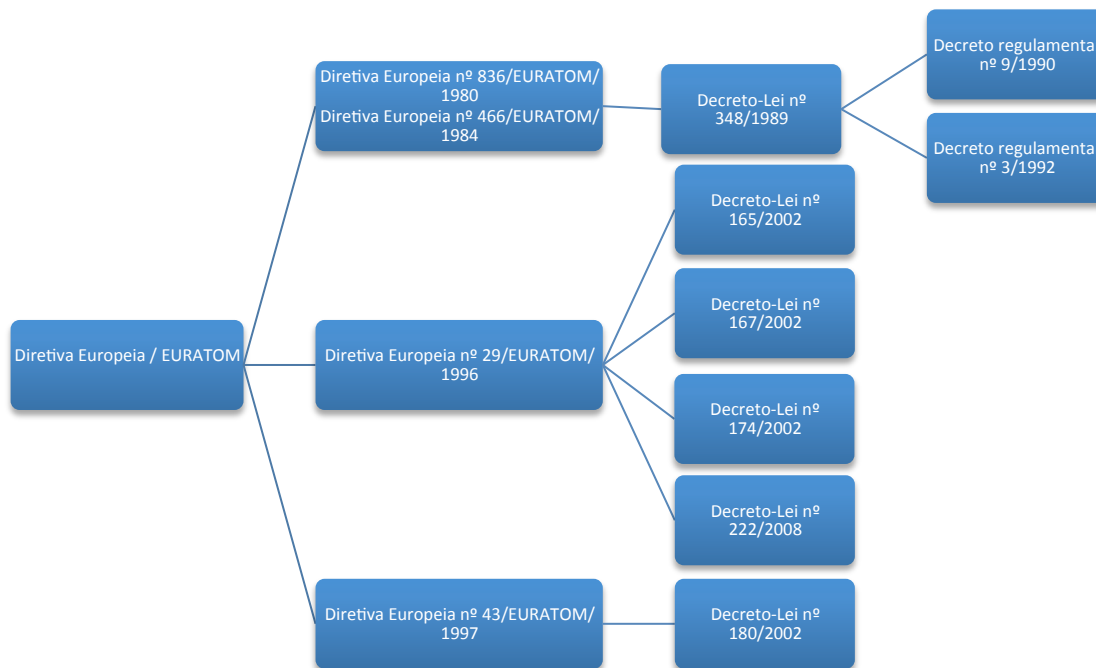 Diretiva Europeia / EURATOM
Diretiva Europeia nº 836/EURATOM/
1980
Diretiva Europeia nº 466/EURATOM/
1984
Decreto-Lei nº
348/1989
Decreto regulamenta
nº 9/1990
Decreto regulamenta
nº 3/1992
Diretiva Europeia nº 29/EURATOM/
1996
Decreto-Lei nº
165/2002
Decreto-Lei nº
167/2002
Decreto-Lei nº
174/2002
Decreto-Lei nº
222/2008
Diretiva Europeia nº 43/EURATOM/
1997
Decreto-Lei nº
180/2002